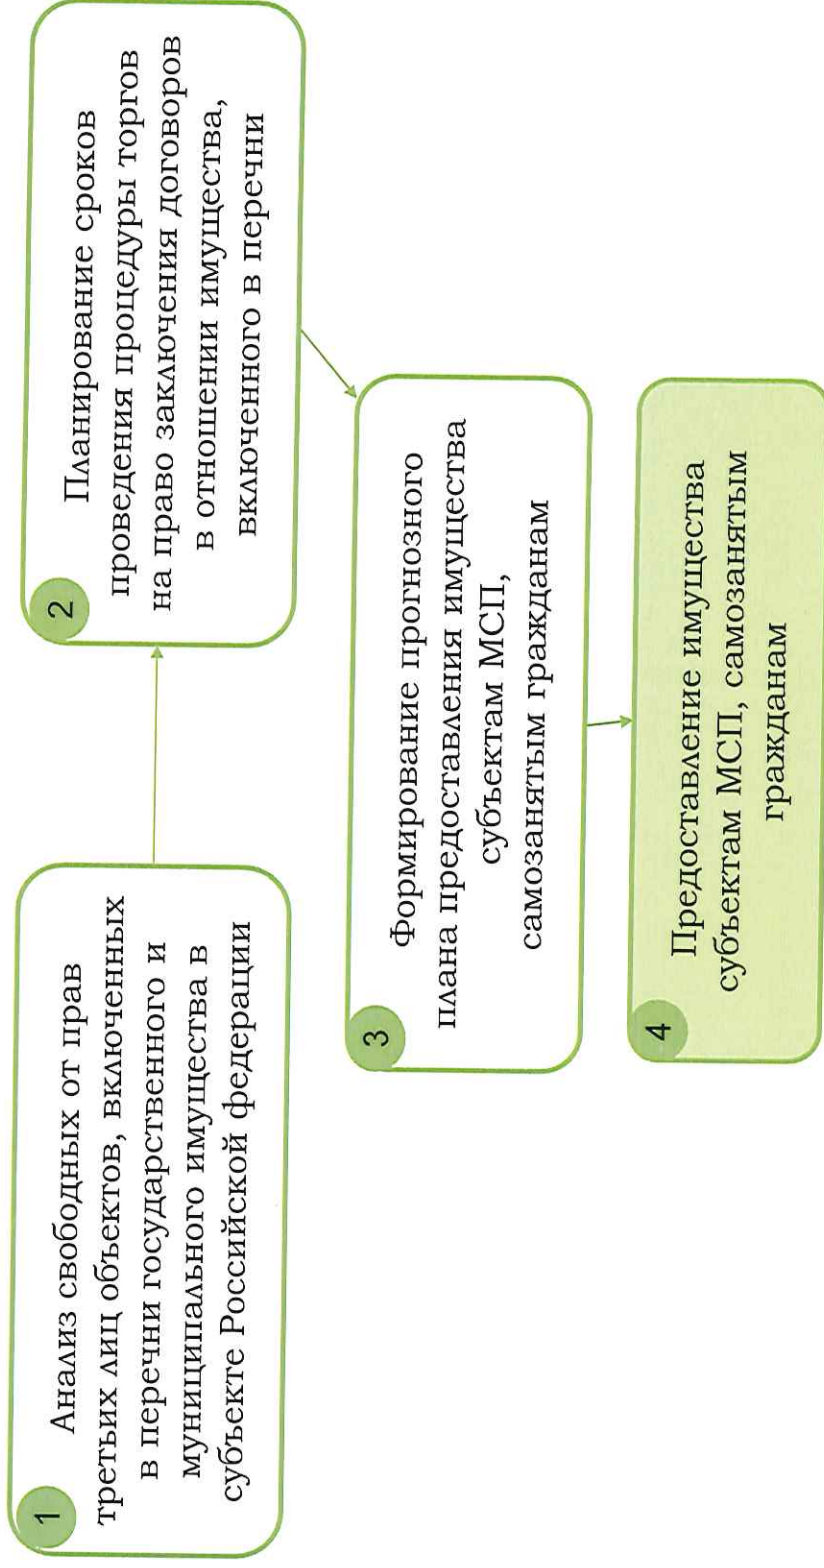 1
Анализ свободных от прав
третьих лиц объектов, включенных
в перечни государственного и
муниципального имущества в
субъекте Российской федерации
2
Планирование сроков
проведения процедуры торгов
на право заключения договоров
в отношении имущества,
включенного в перечни
3
Формирование прогнозного
плана предоставления имущества
субъектам МСП,
самозанятым гражданам
4
Предоставление имущества
субъектам МСП, самозанятым
гражданам